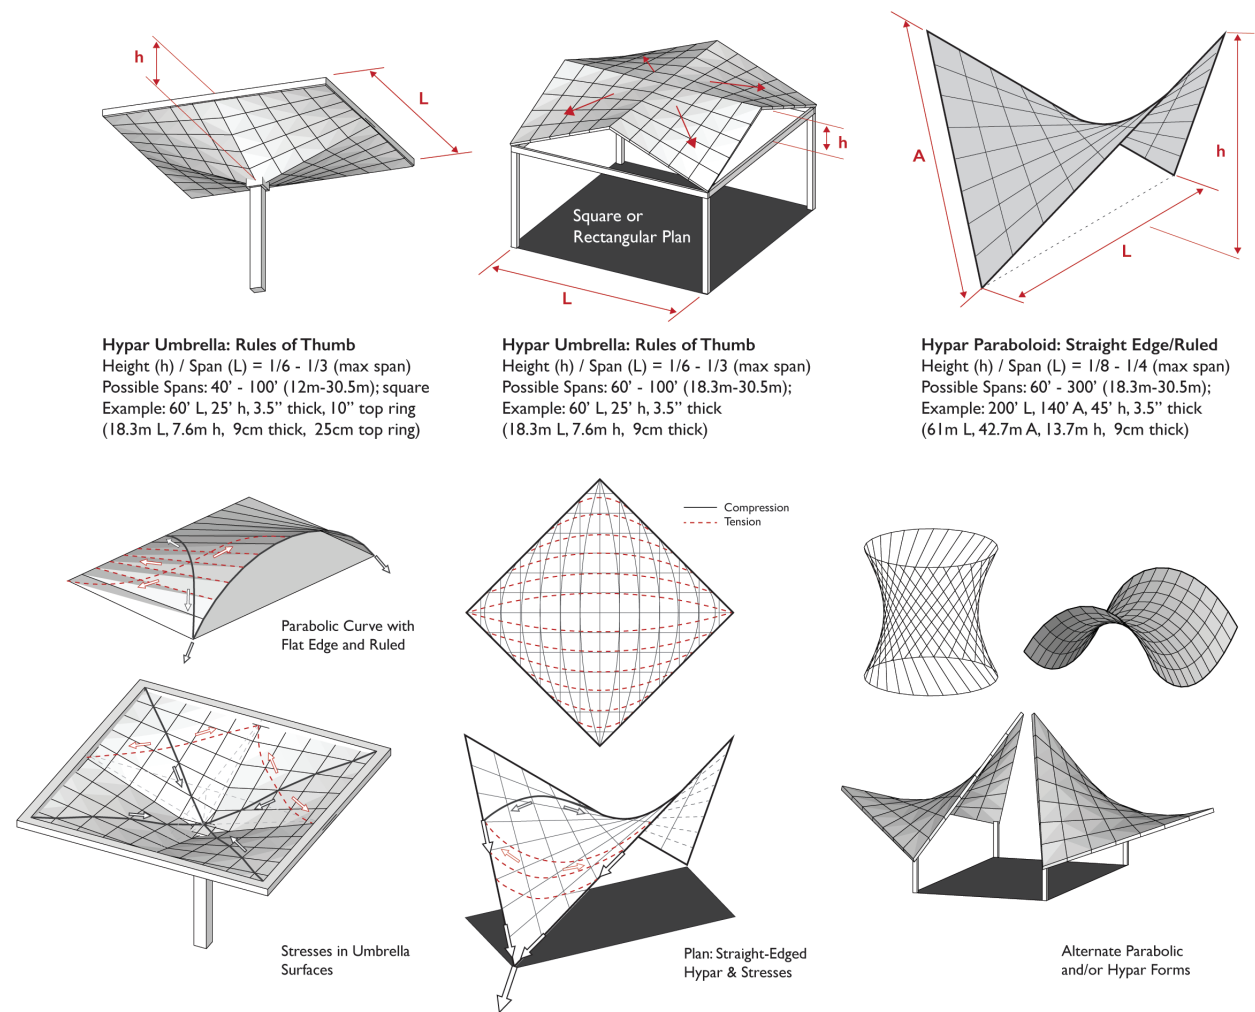 h
L
h
Square or
Rectangular Plan
L
A
h
L
Hypar Umbrella: Rules of Thumb
Height (h) / Span (L) = 1/6 - 1/3 (max span)
Possible Spans: 40' - 100' (12m-30.5m); square
Example: 60' L, 25' h, 3.5'' thick, 10'' top ring
(18.3m L, 7.6m h, 9cm thick, 25cm top ring)
Hypar Umbrella: Rules of Thumb
Height (h) / Span (L) = 1/6 - 1/3 (max span)
Possible Spans: 60' - 100' (18.3m-30.5m);
Example: 60' L, 25' h, 3.5'' thick
(18.3m L, 7.6m h, 9cm thick)
Hypar Paraboloid: Straight Edge/Ruled
Height (h) / Span (L) = 1/8 - 1/4 (max span)
Possible Spans: 60' - 300' (18.3m-30.5m);
Example: 200' L, 140' A, 45' h, 3.5'' thick
(61m L, 42.7m A, 13.7m h, 9cm thick)
Compression
Tension
Parabolic Curve with
Flat Edge and Ruled
Stresses in Umbrella
Surfaces
Plan: Straight-Edged
Hypar & Stresses
Alternate Parabolic
and/or Hypar Forms